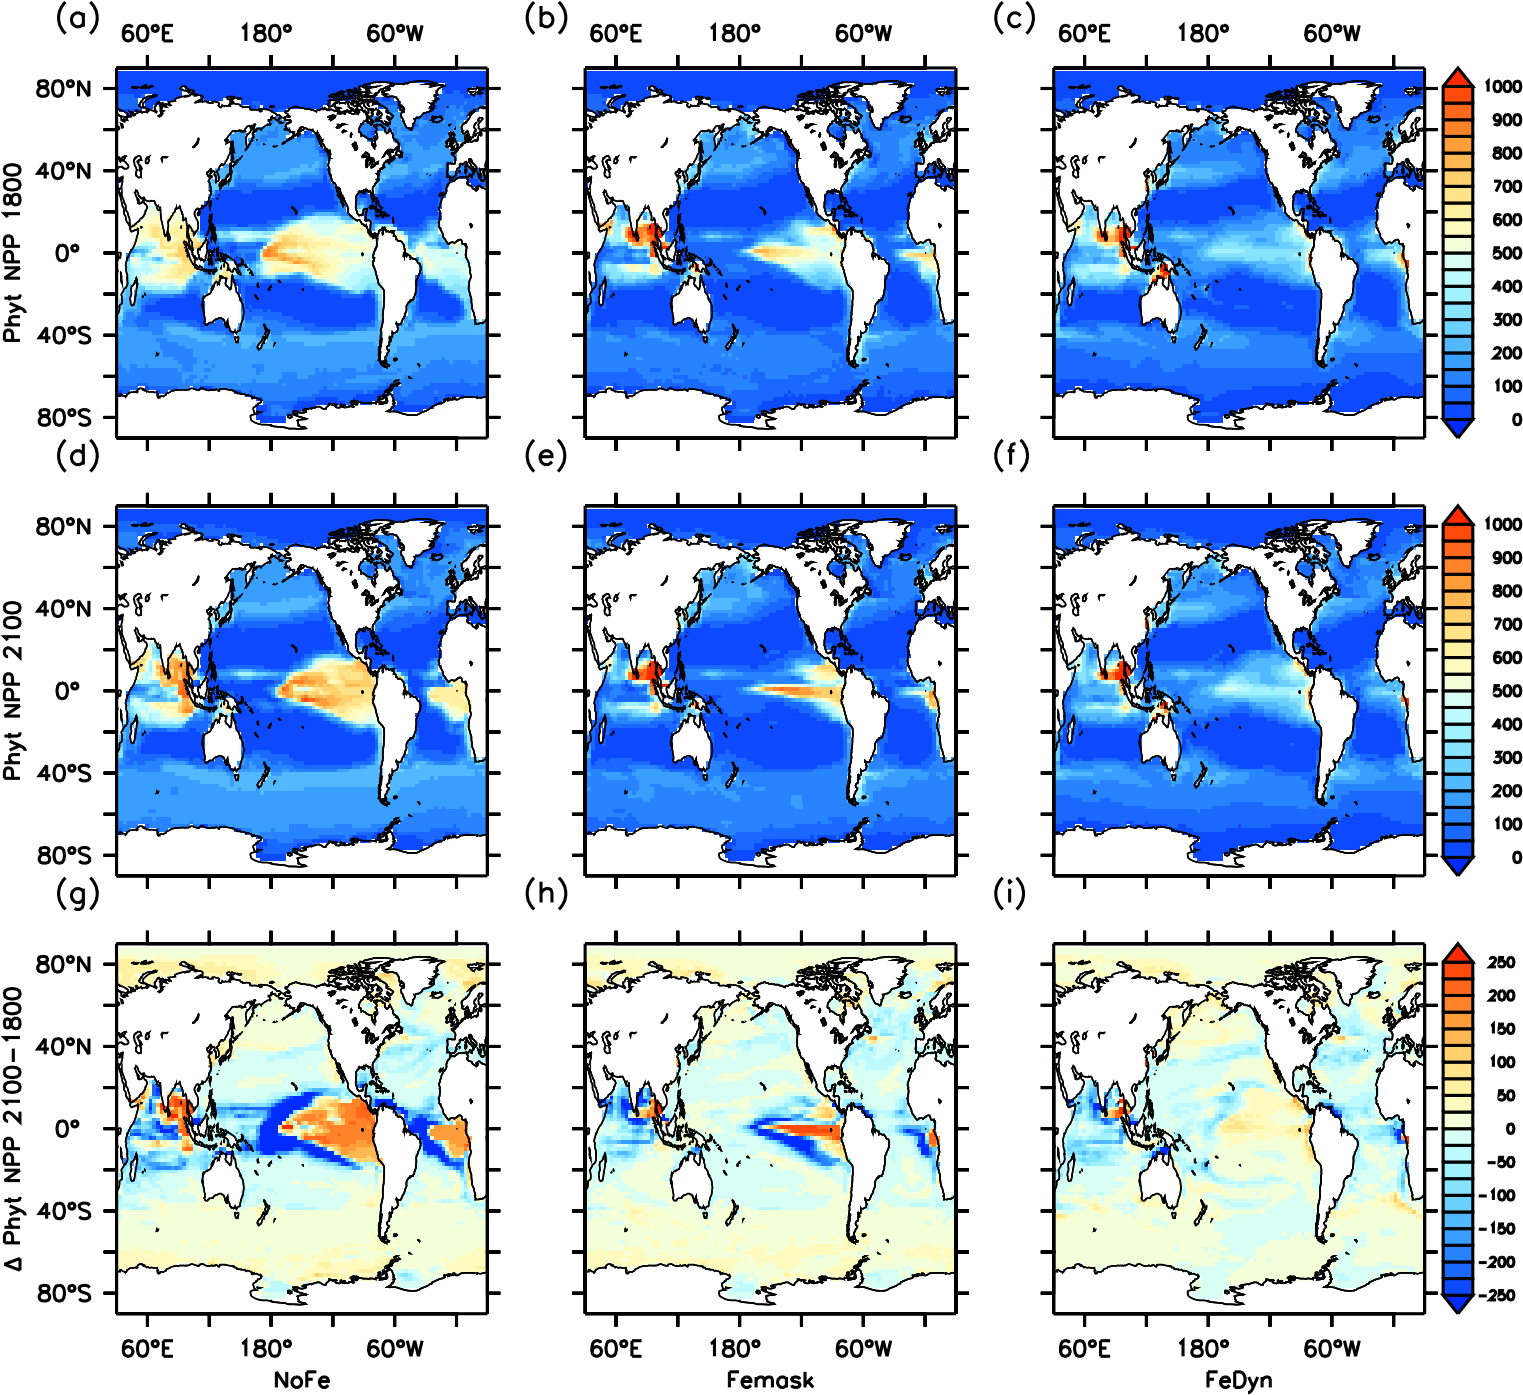 (a) (b) (c)
60°E 180° 60°W 60°E 180° 60°W 60°E 180° 60°W
Phyt NPP 1800
80°N
40°N
0°
40°S
80°S
1000
900
800
700
600
500
400
300
200
100
0
(d) (e) (f)
Phyt NPP 2100
80°N
40°N
0°
40°S
80°S
1000
900
800
700
600
500
400
300
200
100
0
(g) (h) (i)
Δ Phyt NPP 2100-1800
80°N
40°N
0°
40°S
80°S
250
200
150
100
50
0
-50
-100
-150
-200
-250
60°E 180° 60°W 60°E 180° 60°W 60°E 180° 60°W
NoFe Femask FeDyn